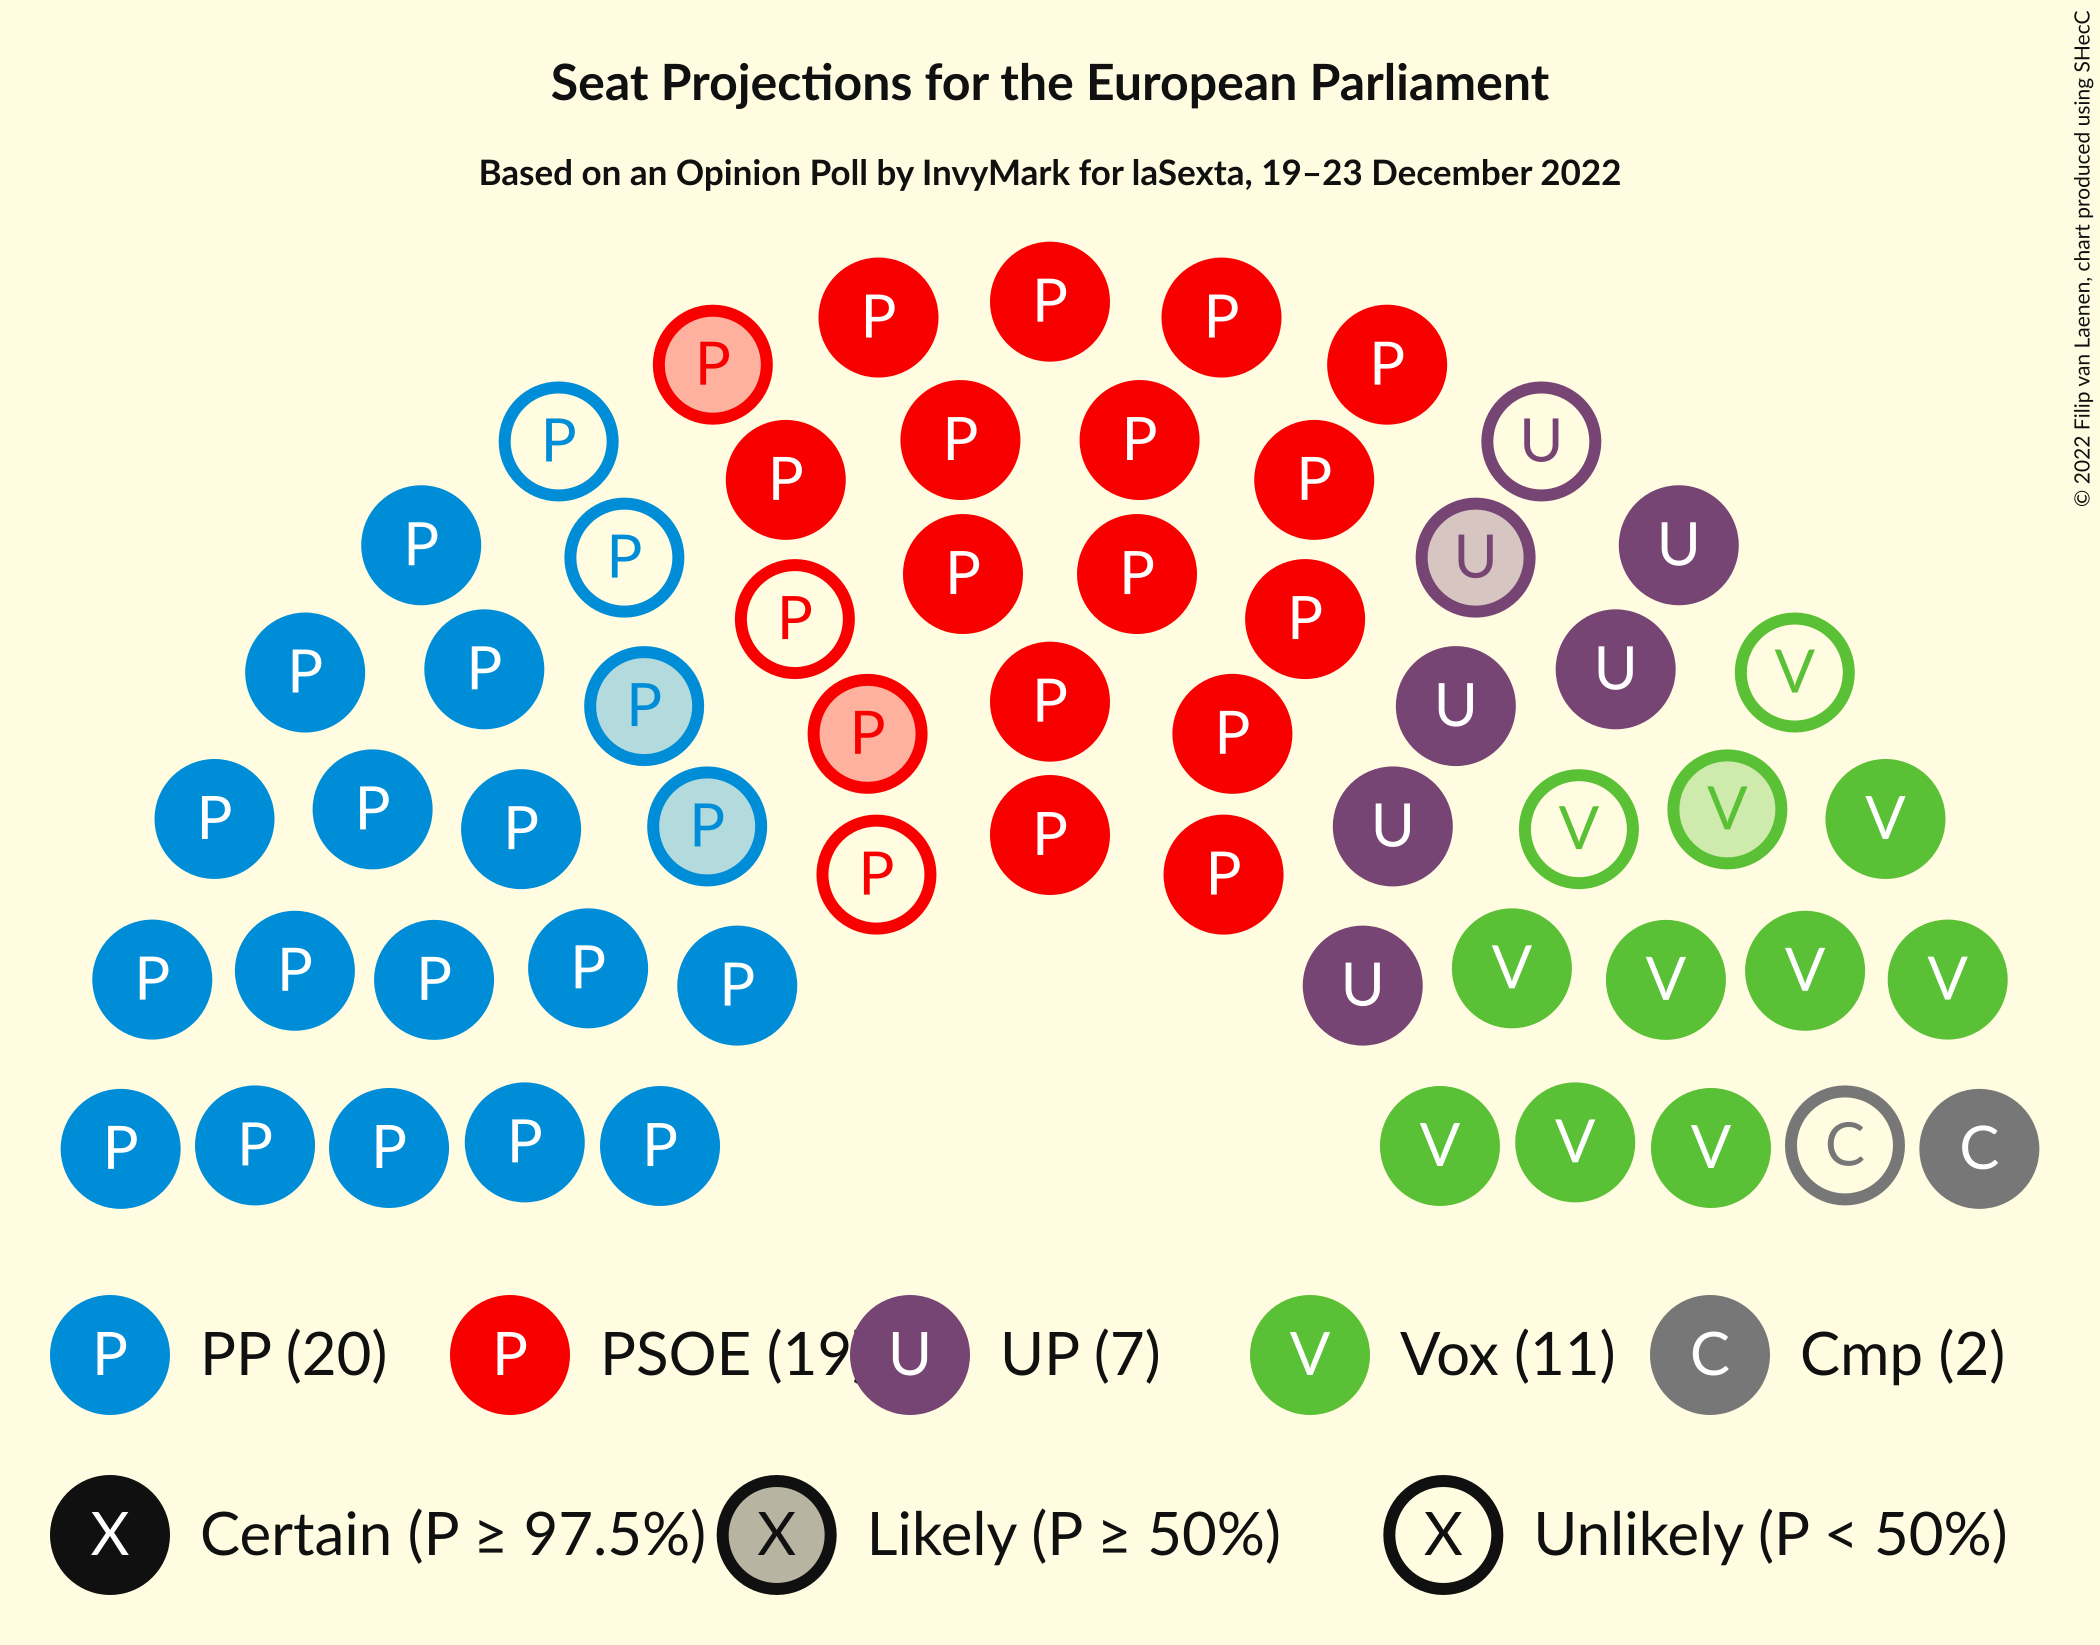 Seat Projections for the European Parliament
Based on an Opinion Poll by InvyMark for laSexta, 19–23 December 2022
© 2022 Filip van Laenen, chart produced using SHecC
P P P
P P
P P U
P P
P P
P P U U
P P
P P P
P U
P P U V
P P P
P P U
P V V
P P P U V
P
P P
P P P V V V
P P V V
P U
P P P P P V V V C C
P PP (20) P PSOE (19) U UP (7) V Vox (11) C Cmp (2)
X Certain (P ≥ 97.5%) X Likely (P ≥ 50%) X Unlikely (P < 50%)